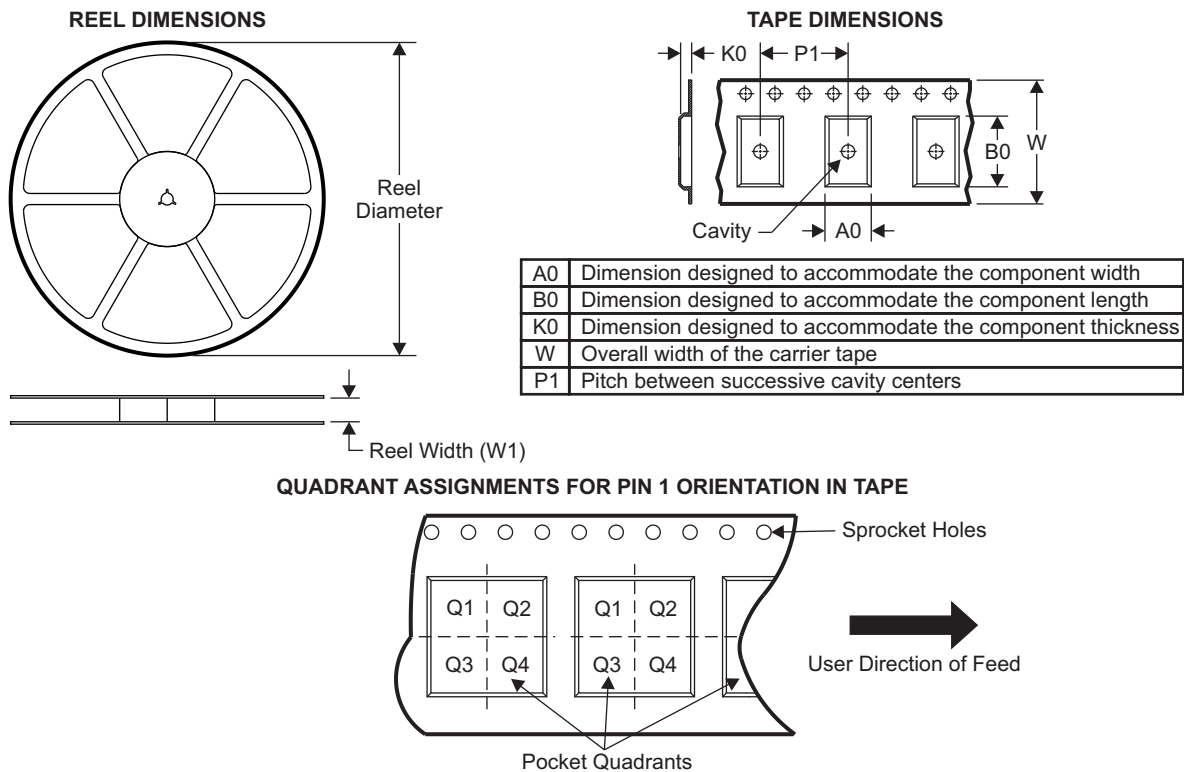 REEL DIMENSIONS
Reel
Diameter
Reel Width (W1)
TAPE DIMENSIONS
K0
P1
W
B0
Cavity
A0
A0 Dimension designed to accommodate the component width
B0 Dimension designed to accommodate the component length
K0 Dimension designed to accommodate the component thickness
W Overall width of the carrier tape
P1 Pitch between successive cavity centers
QUADRANT ASSIGNMENTS FOR PIN 1 ORIENTATION IN TAPE
Sprocket Holes
Q1 Q2 Q1 Q2
Q3 Q4 Q3 Q4
User Direction of Feed
Pocket Quadrants